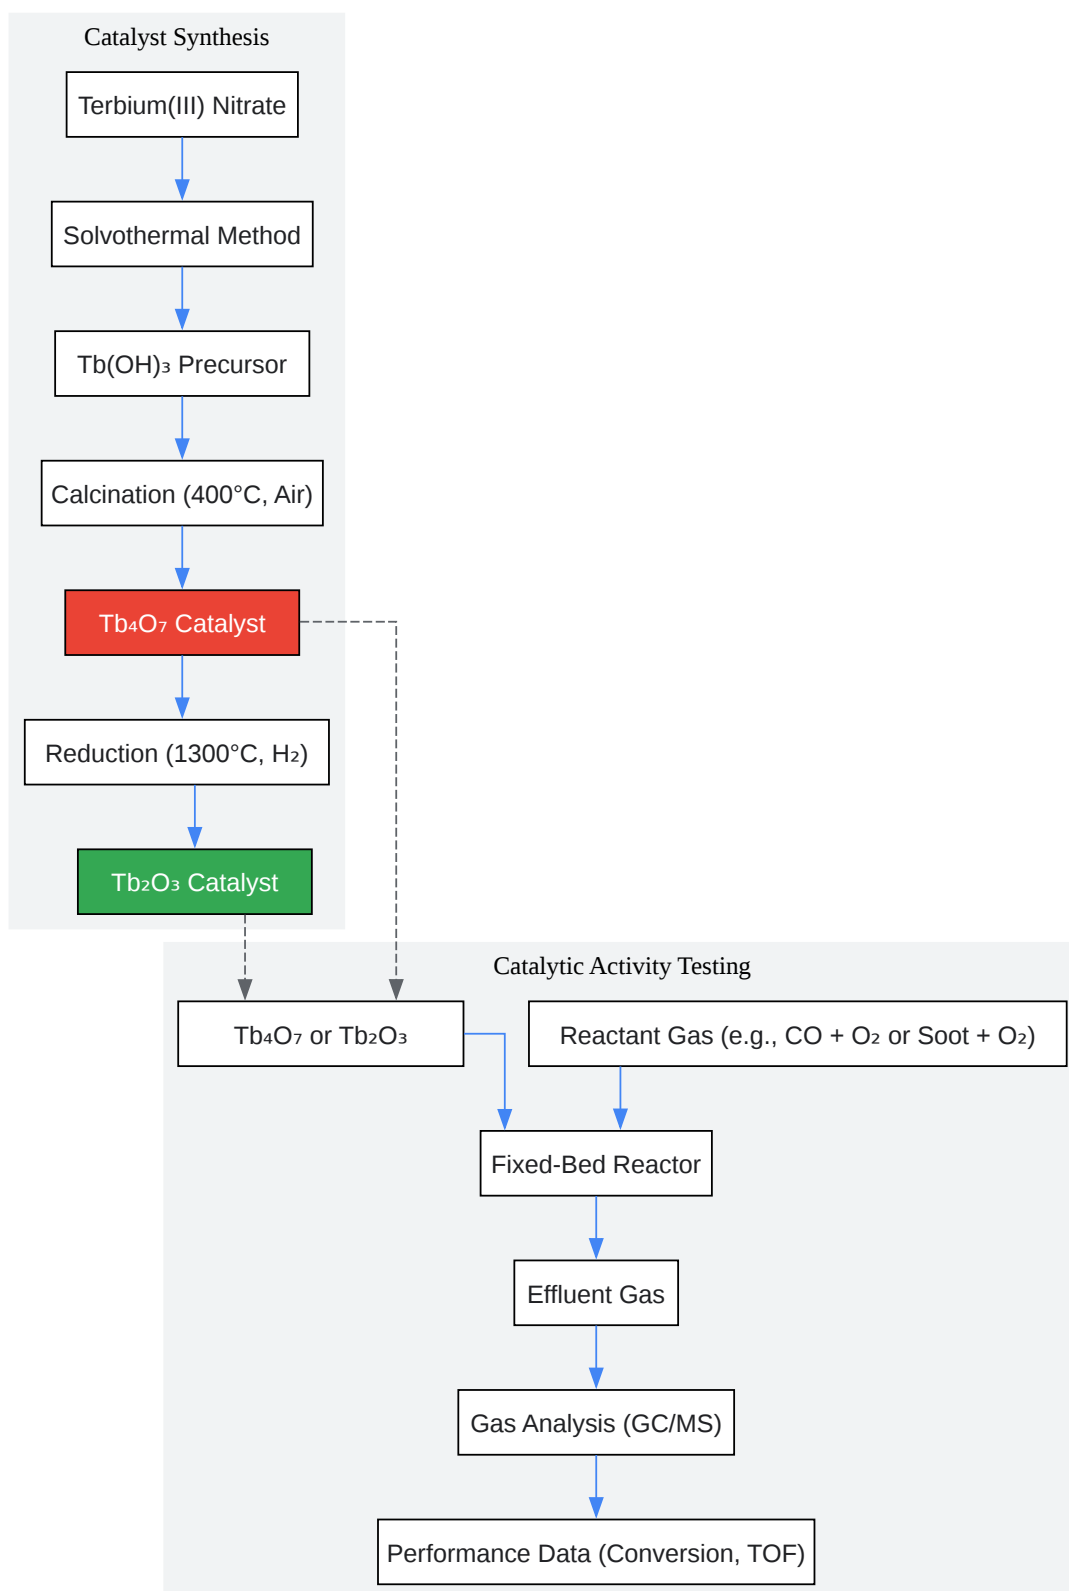 Catalyst Synthesis
Terbium(III) Nitrate
Solvothermal Method
Tb(OH)₃ Precursor
Calcination (400°C, Air)
Tb₄O₇ Catalyst
Reduction (1300°C, H₂)
Tb₂O₃ Catalyst
Catalytic Activity Testing
Tb₄O₇ or Tb₂O₃
Reactant Gas (e.g., CO + O₂ or Soot + O₂)
Fixed-Bed Reactor
Effluent Gas
Gas Analysis (GC/MS)
Performance Data (Conversion, TOF)